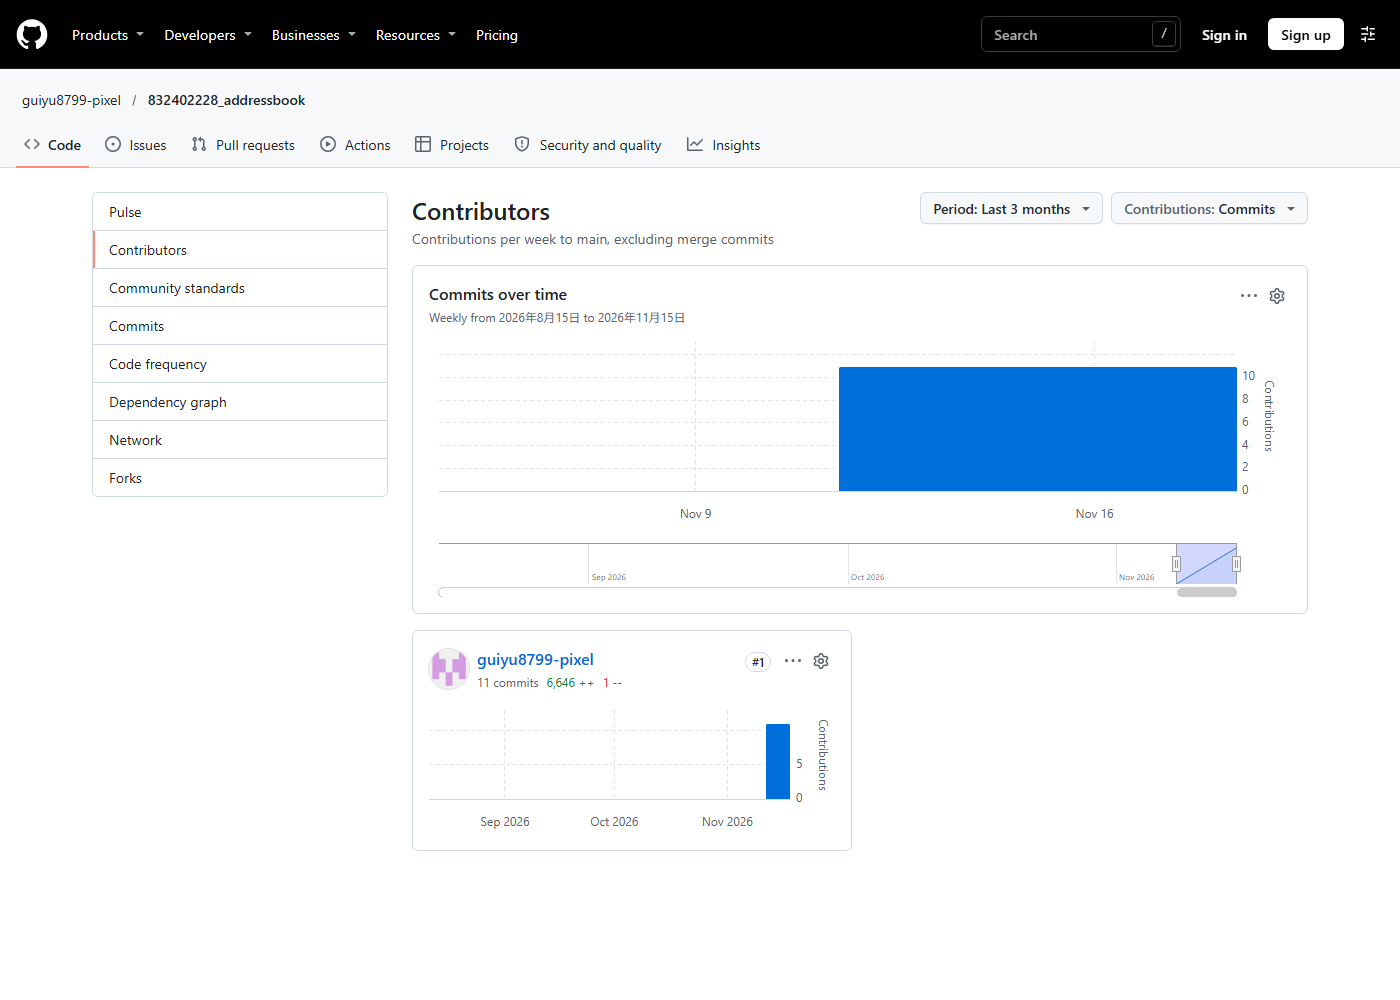 Products Developers Businesses Resources Pricing Search / Sign in Sign up
guiyu8799-pixel / 832402228_addressbook
Code Issues Pull requests Actions Projects Security and quality Insights
Pulse
Contributors
Community standards
Commits
Code frequency
Dependency graph
Network
Forks
Contributors
Period: Last 3 months Contributions: Commits
Contributions per week to main, excluding merge commits
Commits over time
Weekly from 2026年8月15日 to 2026年11月15日
10
8
6
4
2
0
Contributions
Nov 9 Nov 16
Sep 2026 Oct 2026 Nov 2026
guiyu8799-pixel #1
11 commits 6,646 ++ 1 --
5
0
Contributions
Sep 2026 Oct 2026 Nov 2026